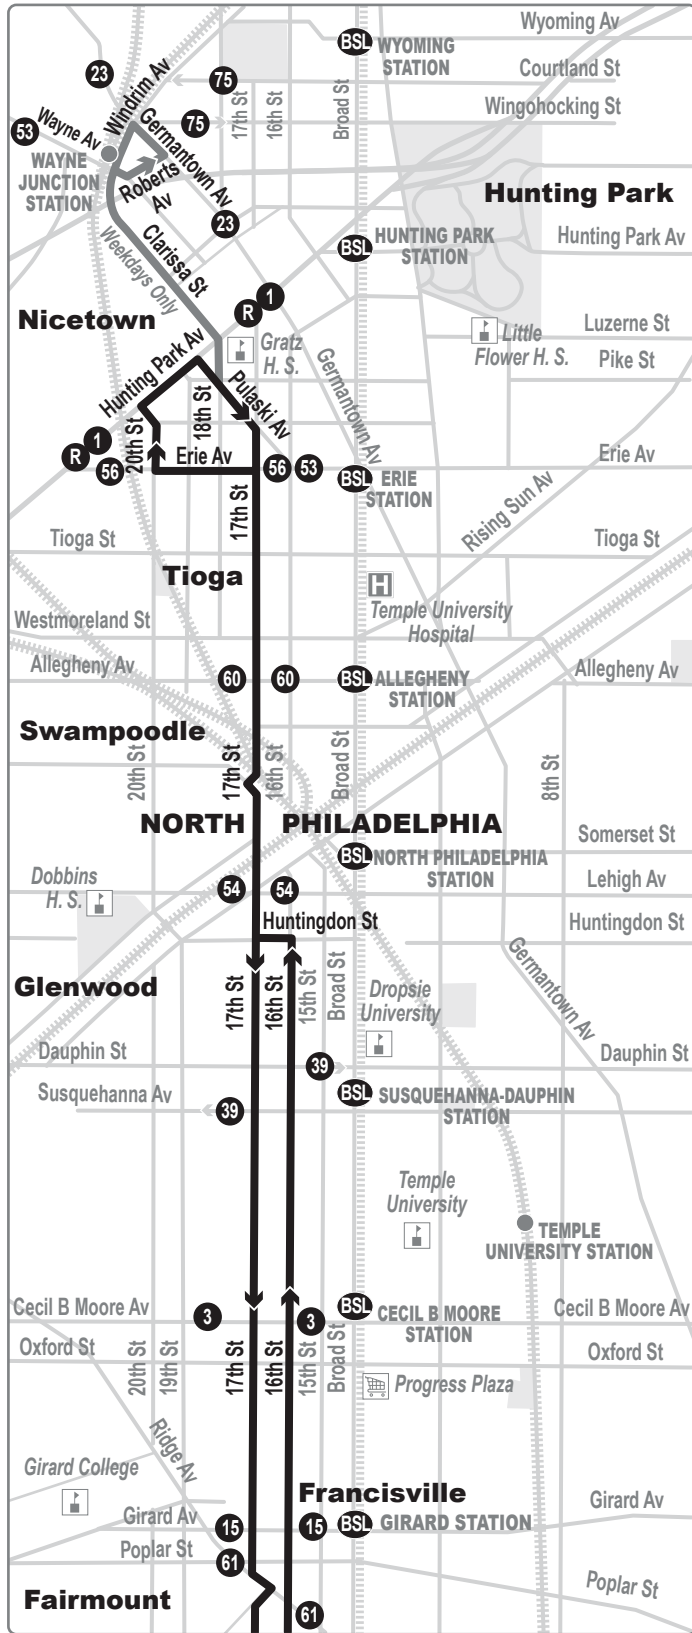 Wyoming Av
BSL WYOMING
STATION
23
Windrim Av
75
Courtland St
17th St
16th St
Broad St
Wingohocking St
53
Wayne Av
75
Germantown Av
WAYNE
JUNCTION
STATION
Roberts
Av
Hunting Park
23
BSL HUNTING PARK
STATION
Hunting Park Av
Clarissa St
Weekdays Only
1
R
Nicetown
Gratz
H. S.
Little
Flower H. S.
Luzerne St
Pike St
Hunting Park Av
Germantown Av
18th St
Pulaski Av
20th St
1
R
56
Erie Av
56
53
BSL ERIE
STATION
Erie Av
17th St
Rising Sun Av
Tioga St
Tioga St
Tioga
H
Temple University
Hospital
Westmoreland St
Allegheny Av
60
60
BSL ALLEGHENY
STATION
Allegheny Av
Swampoodle
20th St
17th St
16th St
Broad St
8th St
NORTH PHILADELPHIA
Somerset St
BSL NORTH PHILADELPHIA
STATION
Dobbins
H. S.
54
54
Lehigh Av
Huntingdon St
Huntingdon St
Germantown Av
Glenwood
17th St
16th St
15th St
Broad St
Dropsie
University
Dauphin St
39
Dauphin St
Susquehanna Av
39
BSL SUSQUEHANNA-DAUPHIN
STATION
Temple
University
TEMPLE
UNIVERSITY STATION
Cecil B Moore Av
3
3
BSL CECIL B MOORE
STATION
Cecil B Moore Av
Oxford St
20th St
19th St
17th St
16th St
15th St
Broad St
Oxford St
Progress Plaza
Ridge Av
Girard College
Francisville
Girard Av
15
15
BSL GIRARD STATION
Girard Av
Poplar St
61
Poplar St
Fairmount
61